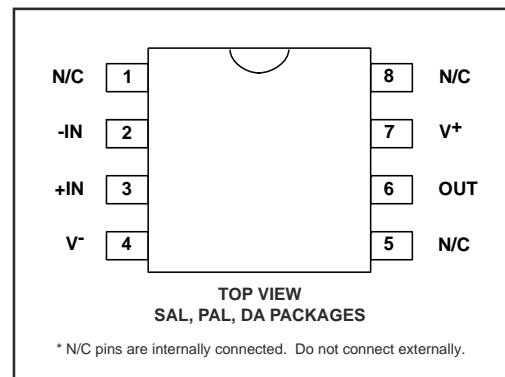 N/C 1 8 N/C
-IN 2 7 V+
+IN 3 6 OUT
V- 4 5 N/C
TOP VIEW
SAL, PAL, DA PACKAGES
* N/C pins are internally connected. Do not connect externally.